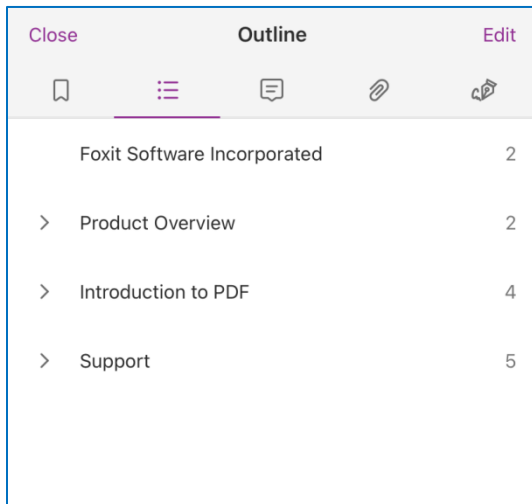 Close Outline Edit
Foxit Software Incorporated 2
Product Overview 2
Introduction to PDF 4
Support 5